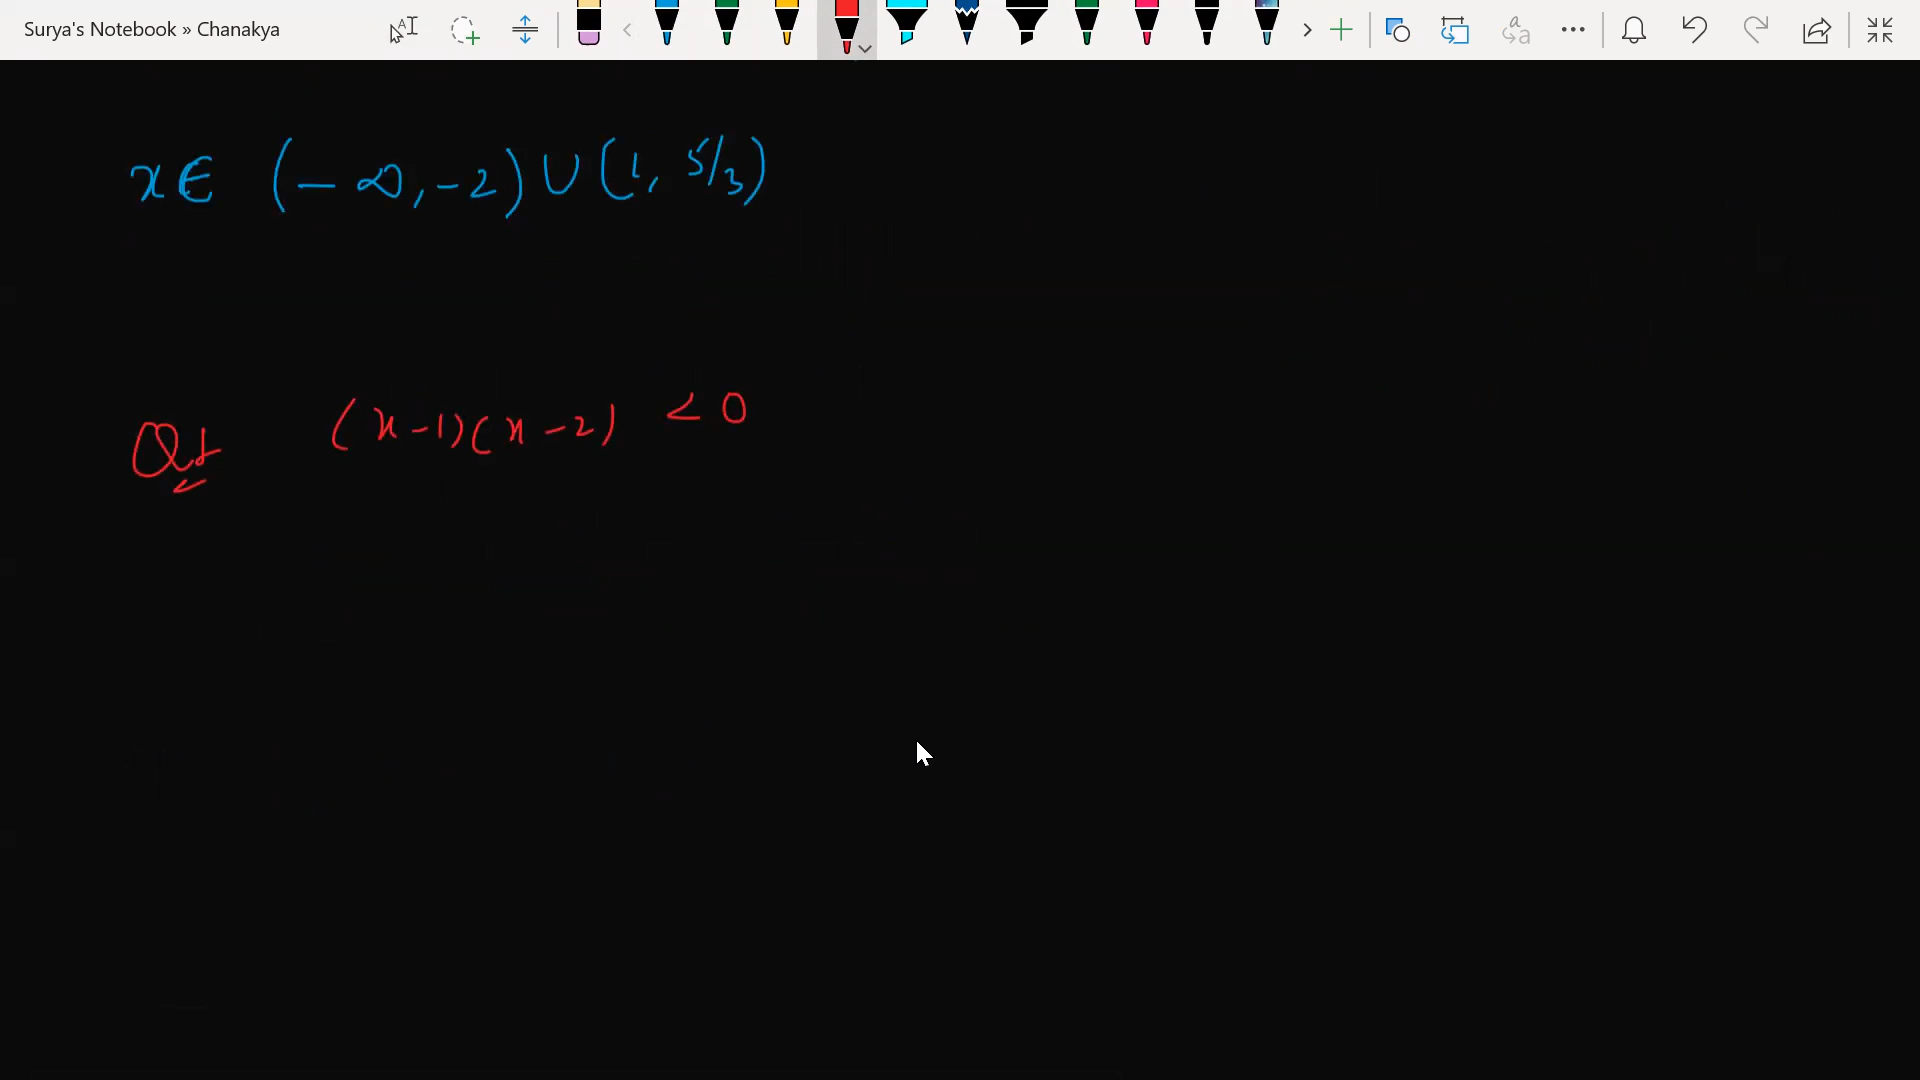 Surya's Notebook » Chanakya
x ∈ (-∞, -2) ∪ (1, 5/3)
(x-1)(x-2) < 0